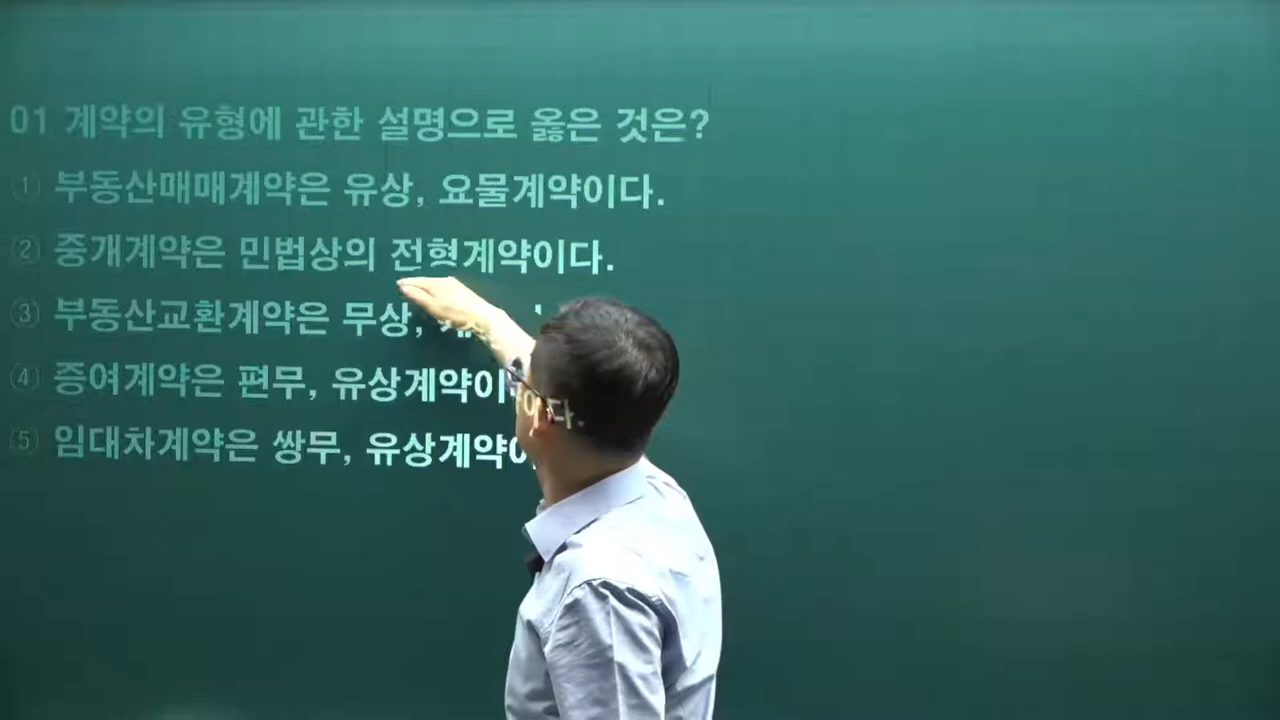 01 계약의 유형에 관한 설명으로 옳은 것은?
① 부동산매매계약은 유상, 요물계약이다.
② 중개계약은 민법상의 전형계약이다.
③ 부동산교환계약은 무상,
④ 증여계약은 편무, 유상계약이다.
⑤ 임대차계약은 쌍무, 유상계약이